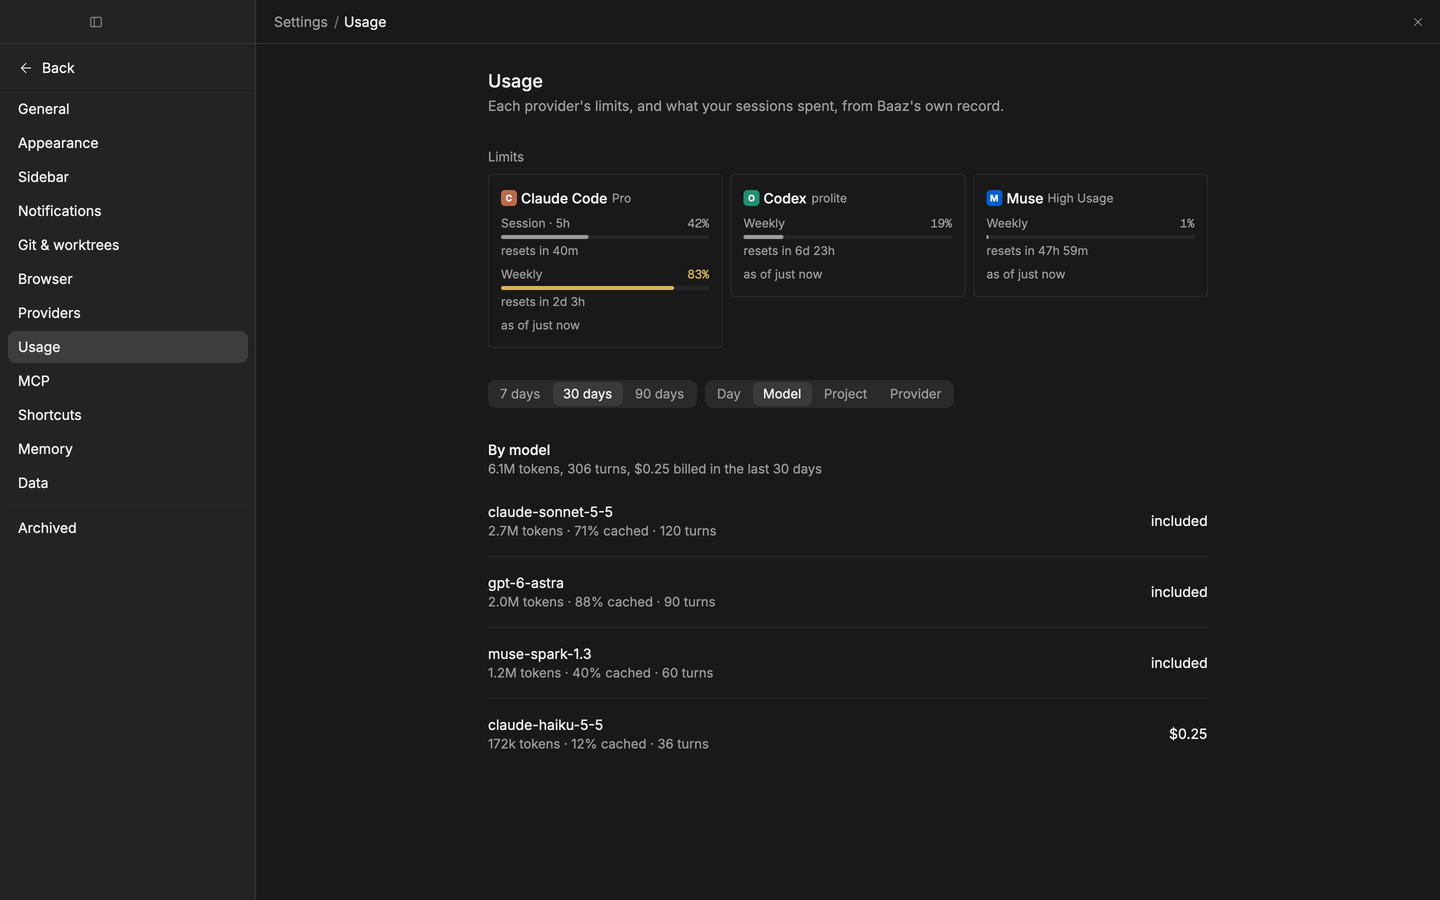 Settings / Usage
Back
General
Appearance
Sidebar
Notifications
Git & worktrees
Browser
Providers
Usage
MCP
Shortcuts
Memory
Data
Archived
Usage
Each provider's limits, and what your sessions spent, from Baaz's own record.
Limits
C Claude Code Pro
Session · 5h 42%
resets in 40m
Weekly 83%
resets in 2d 3h
as of just now
O Codex prolite
Weekly 19%
resets in 6d 23h
as of just now
M Muse High Usage
Weekly 1%
resets in 47h 59m
as of just now
7 days 30 days 90 days Day Model Project Provider
By model
6.1M tokens, 306 turns, $0.25 billed in the last 30 days
claude-sonnet-5-5
2.7M tokens · 71% cached · 120 turns
included
gpt-6-astra
2.0M tokens · 88% cached · 90 turns
included
muse-spark-1.3
1.2M tokens · 40% cached · 60 turns
included
claude-haiku-5-5
172k tokens · 12% cached · 36 turns
$0.25